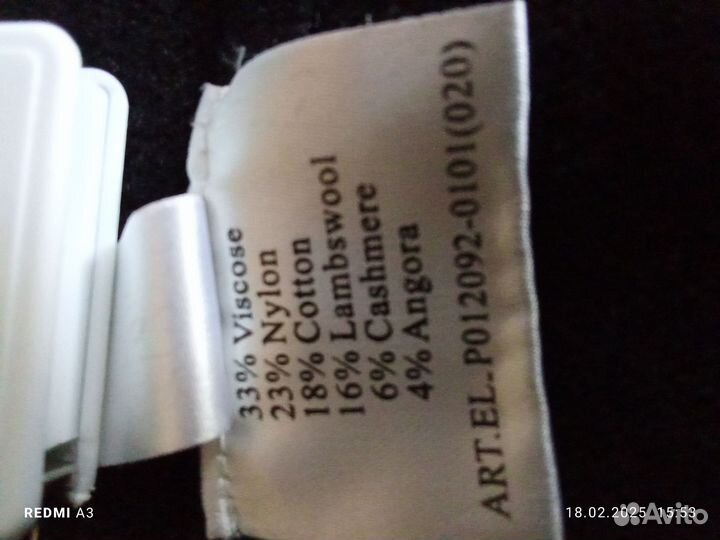 33% Viscose
23% Nylon
18% Cotton
16% Lambswool
6% Cashmere
4% Angora
ART.EL..P012092-0101(020)
REDMI A3
18.02.2025 15:53
Avito